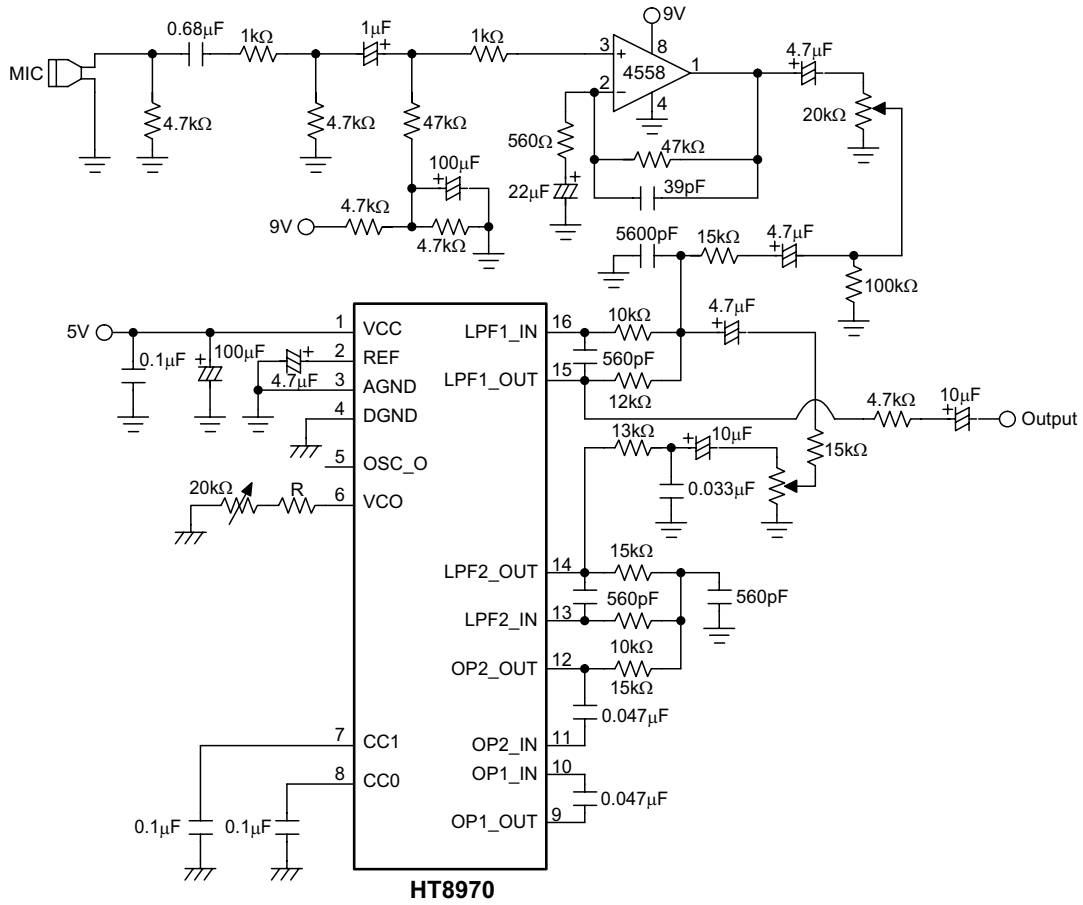 9V
0.68μF
1kΩ
1μF
+
1kΩ
3
+
8
4558
1
2
−
4
4.7μF
+
MIC
4.7kΩ
4.7kΩ
47kΩ
560Ω
47kΩ
20kΩ
100μF
+
22μF
+
39pF
9V
4.7kΩ
4.7kΩ
5600pF
15kΩ
4.7μF
+
100kΩ
5V
1
VCC
LPF1_IN
16
10kΩ
4.7μF
+
0.1μF
+
100μF
2
REF
+
4.7μF
560pF
3
AGND
LPF1_OUT
15
12kΩ
4
DGND
4.7kΩ
10μF
+
Output
13kΩ
+
10μF
15kΩ
5
OSC_O
0.033μF
20kΩ
R
6
VCO
LPF2_OUT
14
15kΩ
560pF
560pF
LPF2_IN
13
10kΩ
OP2_OUT
12
15kΩ
0.047μF
7
CC1
OP2_IN
11
8
CC0
OP1_IN
10
0.047μF
OP1_OUT
9
0.1μF
0.1μF
HT8970